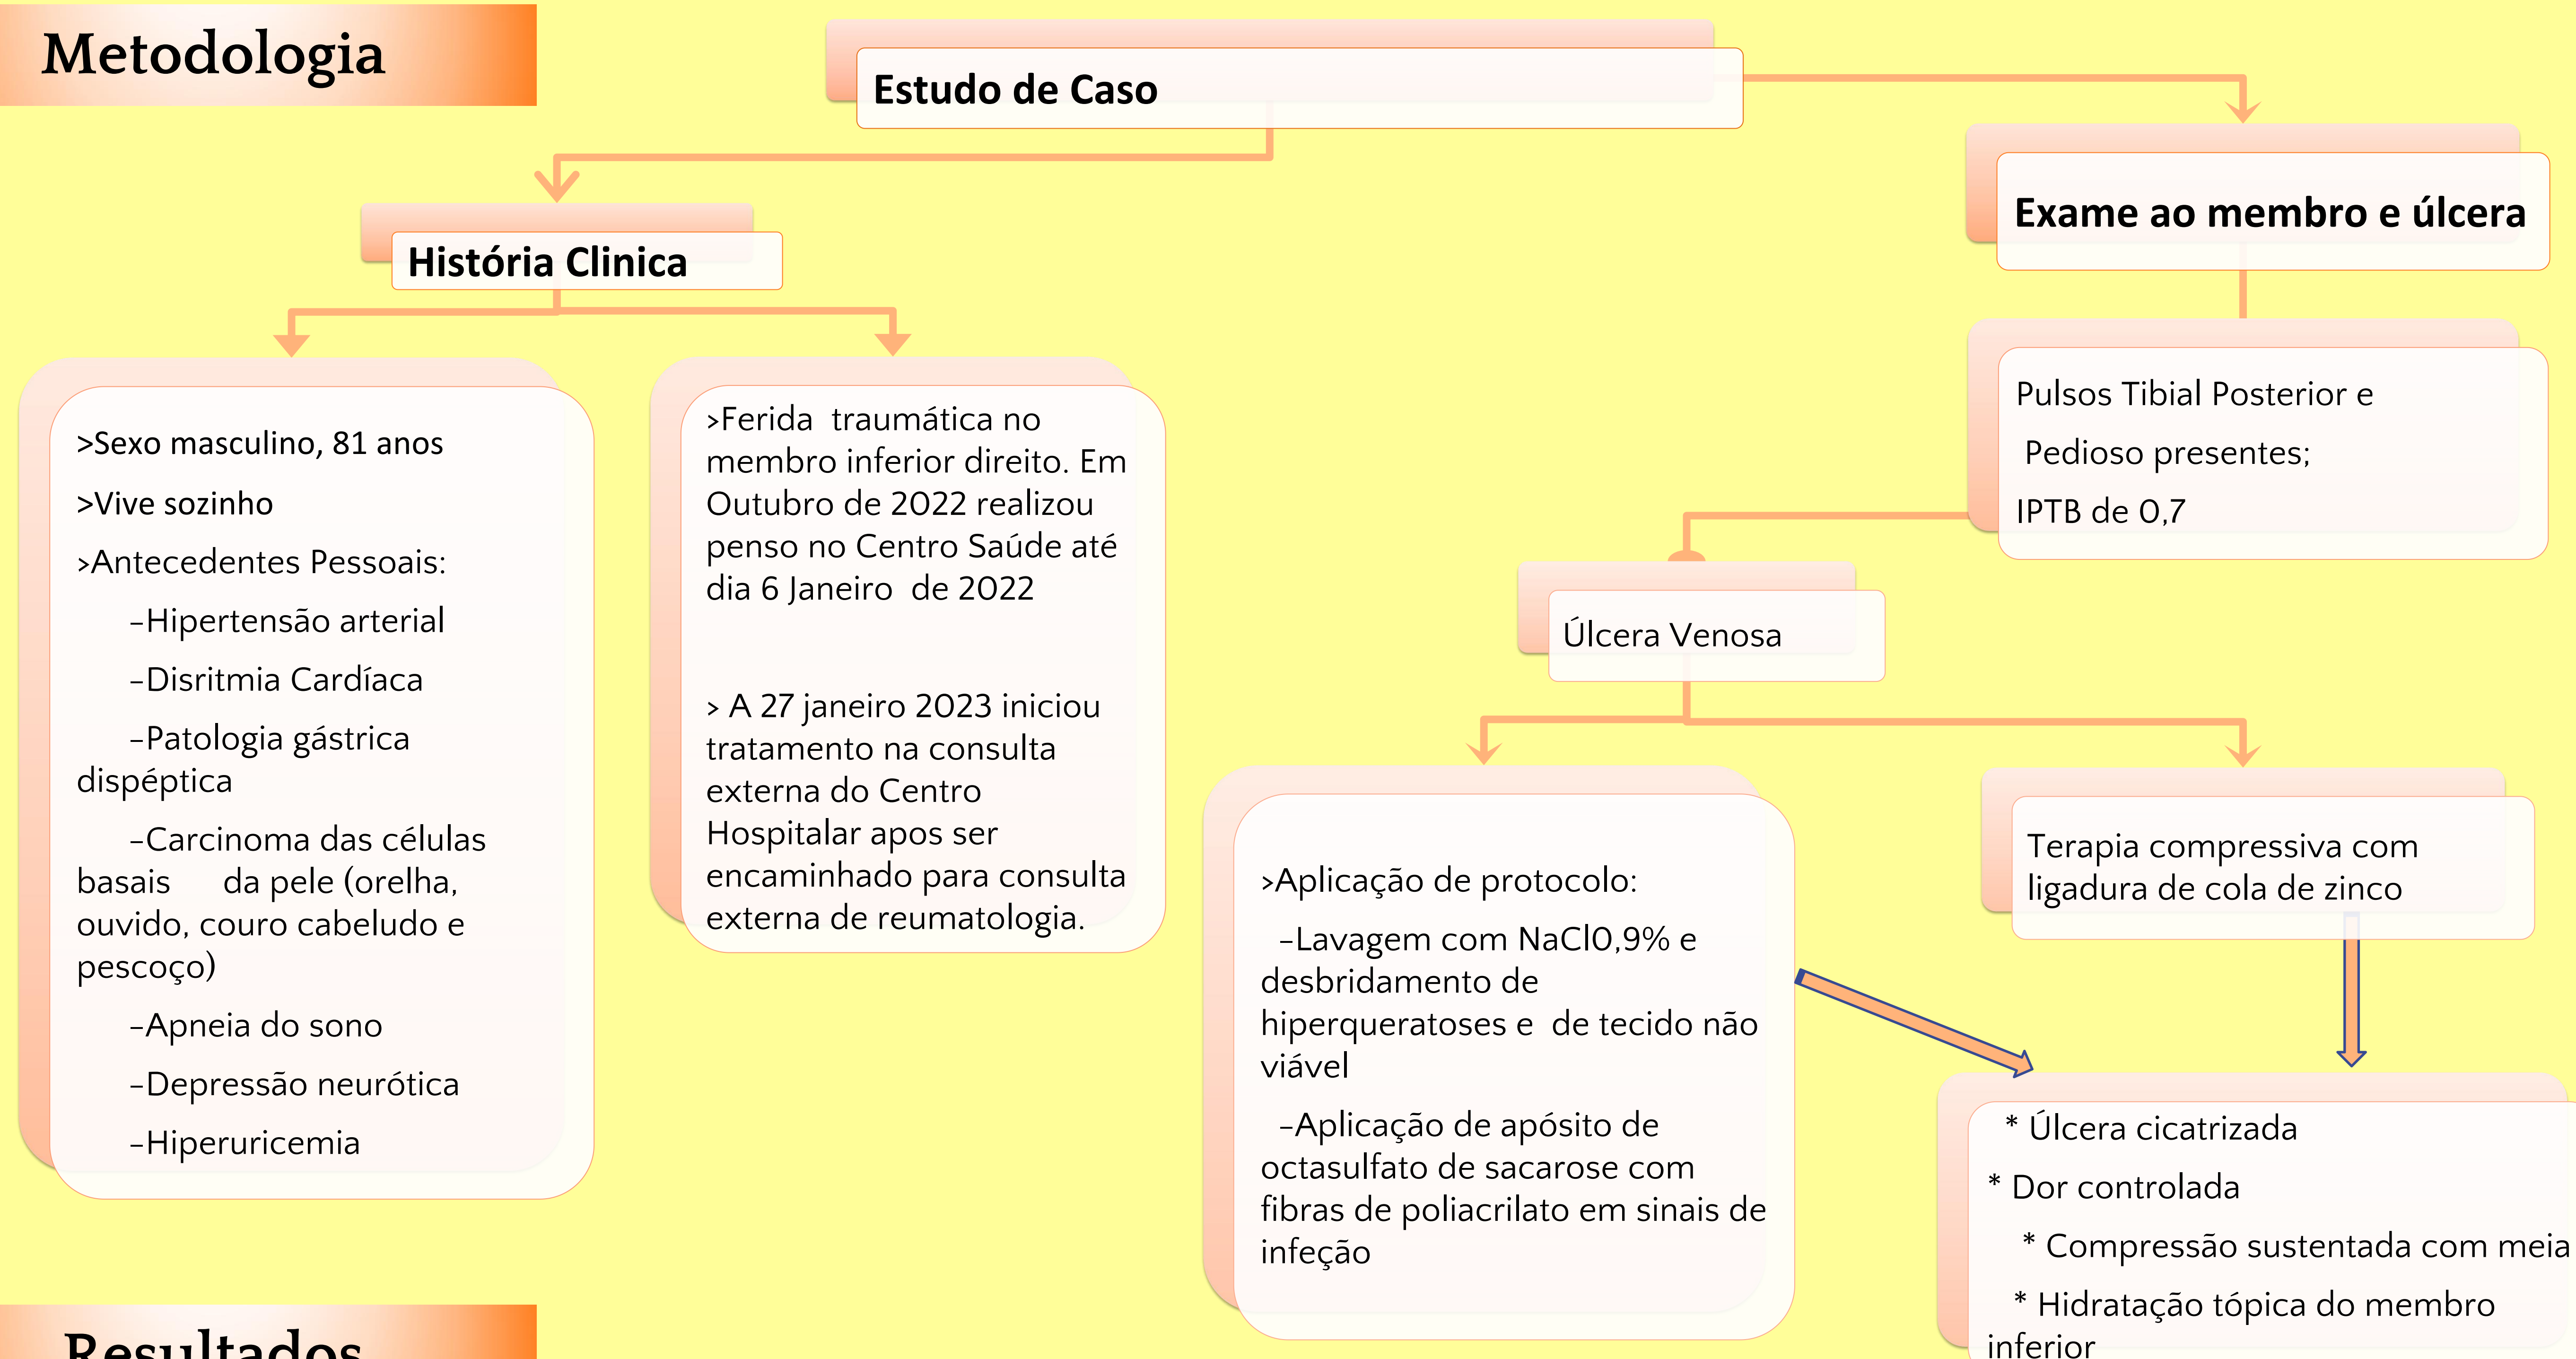 Metodologia
Estudo de Caso
História Clinica
>Sexo masculino, 81 anos
>Vive sozinho
>Antecedentes Pessoais:
-Hipertensão arterial
-Disritmia Cardíaca
-Patologia gástrica
dispéptica
-Carcinoma das células
basais da pele (orelha,
ouvido, couro cabeludo e
pescoço)
-Apneia do sono
-Depressão neurótica
-Hiperuricemia
>Ferida traumática no
membro inferior direito. Em
Outubro de 2022 realizou
penso no Centro Saúde até
dia 6 Janeiro de 2022
> A 27 janeiro 2023 iniciou
tratamento na consulta
externa do Centro
Hospitalar apos ser
encaminhado para consulta
externa de reumatologia.
Exame ao membro e úlcera
Pulsos Tibial Posterior e
Pedioso presentes;
IPTB de 0,7
Úlcera Venosa
>Aplicação de protocolo:
-Lavagem com NaCl0,9% e
desbridamento de
hiperqueratoses e de tecido não
viável
-Aplicação de apósito de
octasulfato de sacarose com
fibras de poliacrilato em sinais de
infeção
Terapia compressiva com
ligadura de cola de zinco
* Úlcera cicatrizada
* Dor controlada
* Compressão sustentada com meia
* Hidratação tópica do membro
inferior
Resultados